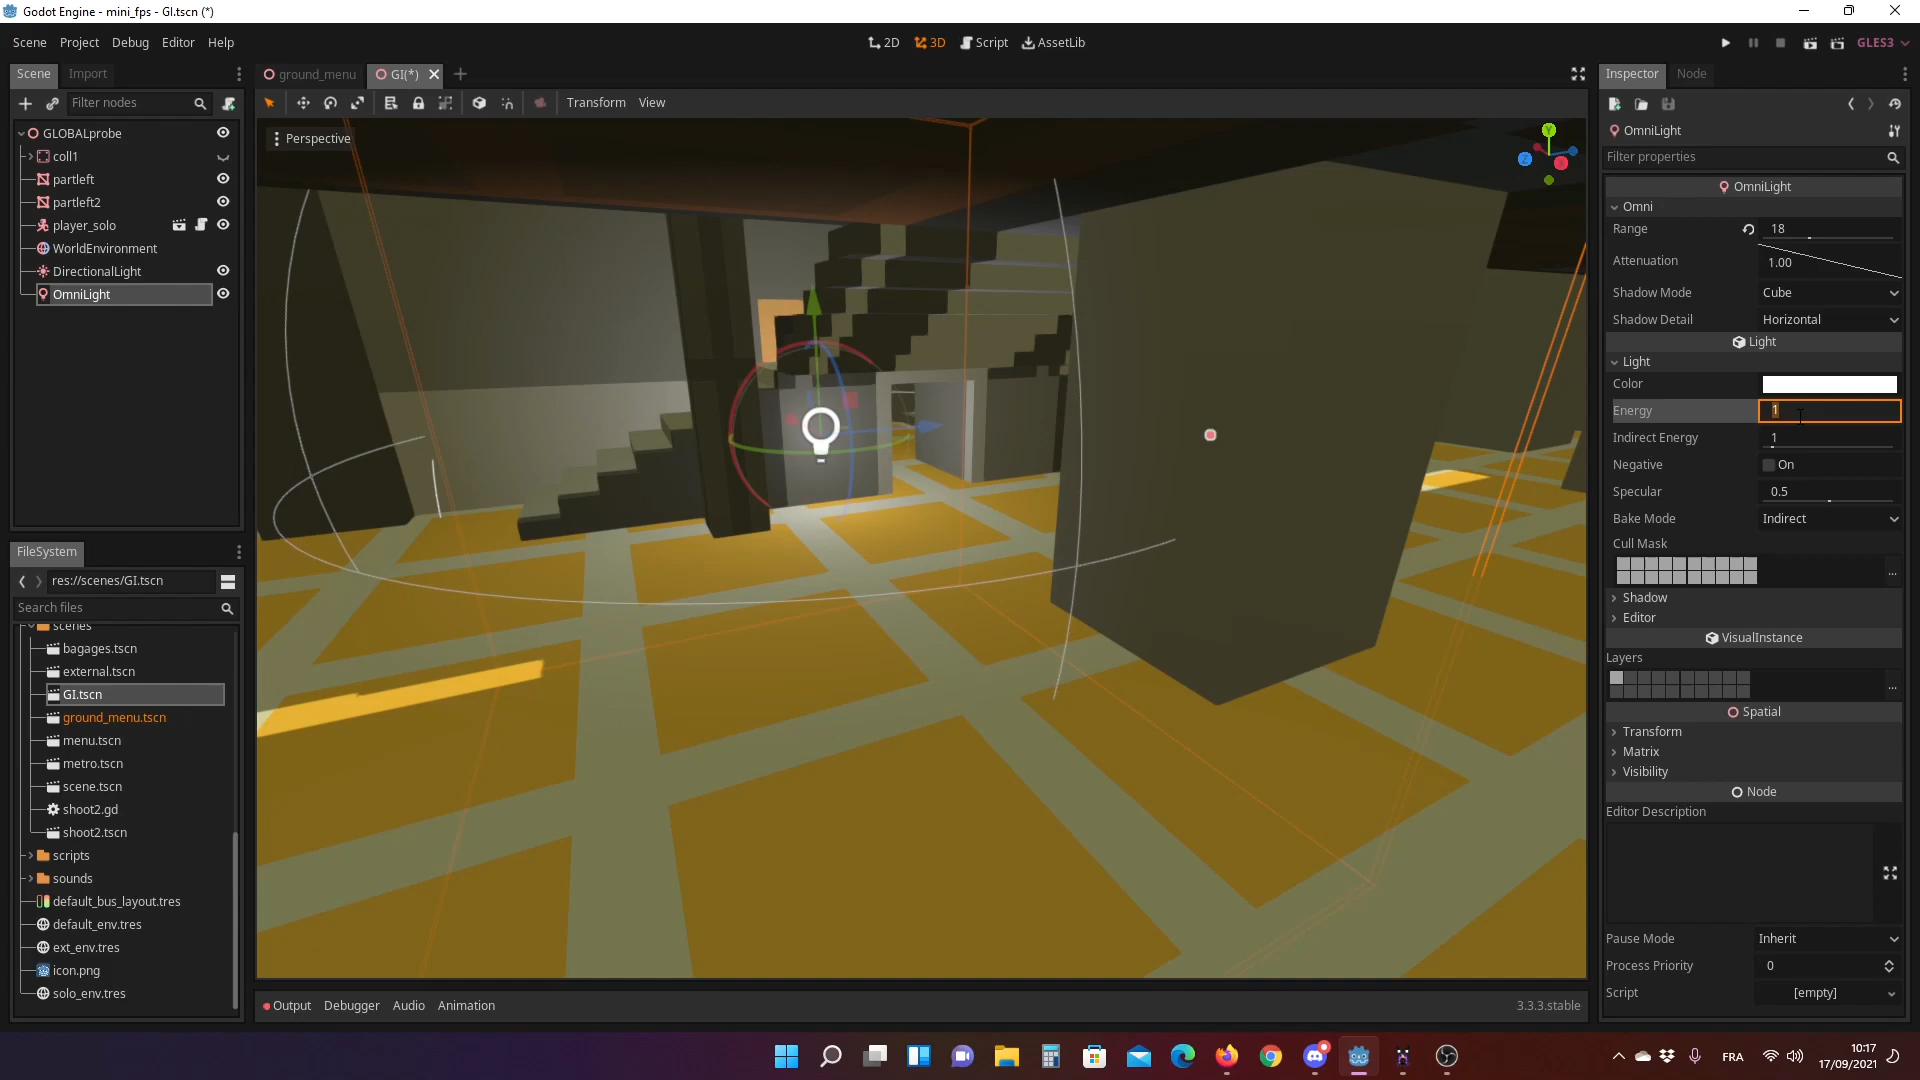 Godot Engine - mini_fps - GI.tscn (*)
Scene Project Debug Editor Help
2D 3D Script AssetLib
GLES3
Scene Import
ground_menu GI(*)
Inspector Node
Filter nodes
Transform View
GLOBALprobe
coll1
partleft
partleft2
player_solo
WorldEnvironment
DirectionalLight
OmniLight
Perspective
Y
Z
OmniLight
Filter properties
OmniLight
Omni
Range 18
Attenuation 1.00
Shadow Mode Cube
Shadow Detail Horizontal
Light
Light
Color
Energy 1
Indirect Energy 1
Negative On
Specular 0.5
Bake Mode Indirect
Cull Mask
...
Shadow
Editor
VisualInstance
Layers
...
Spatial
Transform
Matrix
Visibility
Node
Editor Description
Pause Mode Inherit
Process Priority 0
Script [empty]
FileSystem
res://scenes/GI.tscn
Search files
scenes
bagages.tscn
external.tscn
GI.tscn
ground_menu.tscn
menu.tscn
metro.tscn
scene.tscn
shoot2.gd
shoot2.tscn
scripts
sounds
default_bus_layout.tres
default_env.tres
ext_env.tres
icon.png
solo_env.tres
Output Debugger Audio Animation
3.3.3.stable
FRA
10:17
17/09/2021